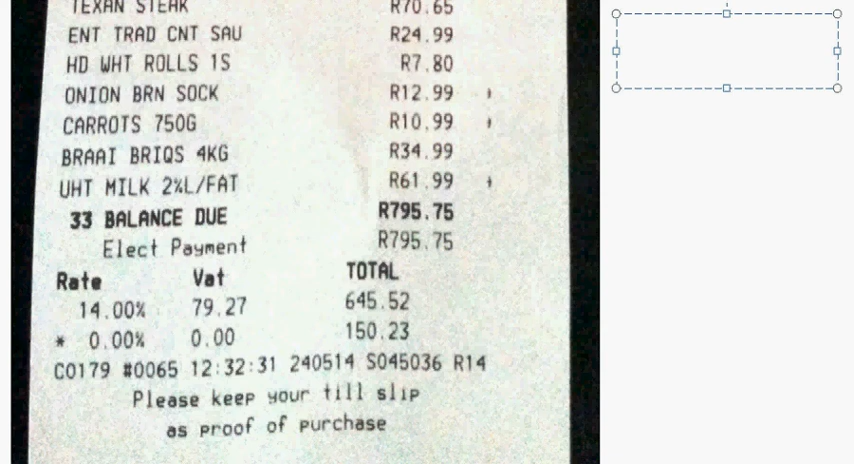 TEXAN STEAK R70.65
ENT TRAD CNT SAU R24.99
HD WHT ROLLS 1S R7.80
ONION BRN SOCK R12.99 *
CARROTS 750G R10.99 *
BRAAI BRIQS 4KG R34.99
UHT MILK 2%L/FAT R61.99 *
33 BALANCE DUE R795.75
Elect Payment R795.75
Rate Vat TOTAL
14.00% 79.27 645.52
* 0.00% 0.00 150.23
C0179 #0065 12:32:31 240514 S045036 R14
Please keep your till slip
as proof of purchase